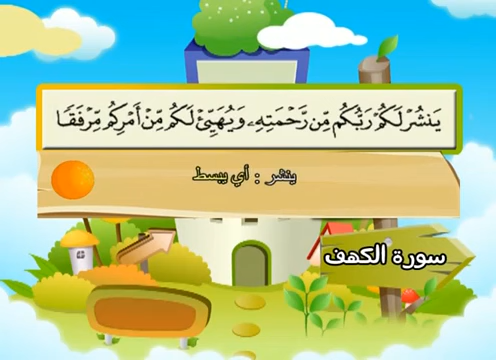 يَنشُرْ لَكُمْ رَبُّكُم مِّن رَّحْمَتِهِۦ وَيُهَيِّئْ لَكُم مِّنْ أَمْرِكُم مِّرْفَقًا
ينشر : أي يبسط
سورة الكهف